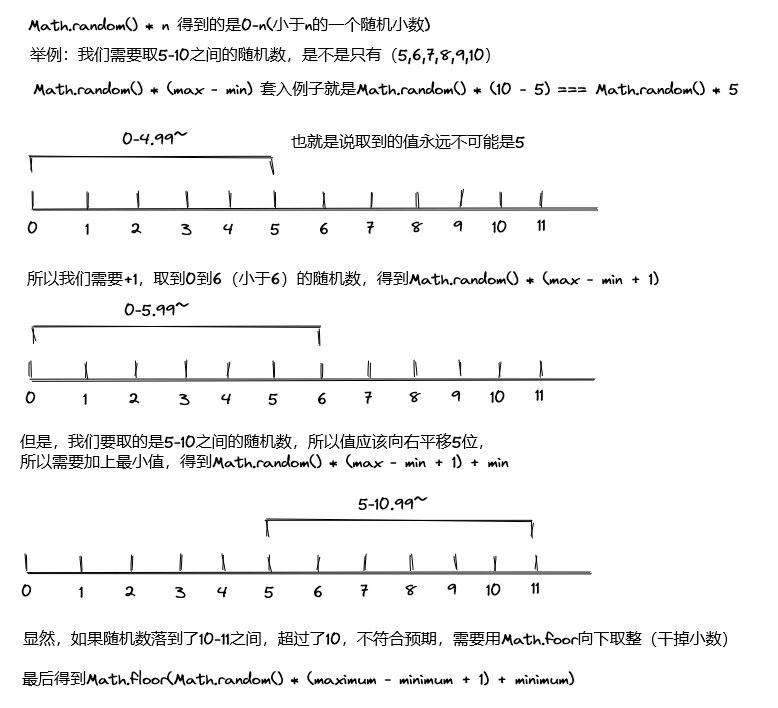 Math.random() * n 得到的是0-n(小于n的一个随机小数)
举例：我们需要取5-10之间的随机数，是不是只有（5,6,7,8,9,10）
Math.random() * (max - min) 套入例子就是Math.random() * (10 - 5) === Math.random() * 5
0-4.99~ 也就是说取到的值永远不可能是5
0 1 2 3 4 5 6 7 8 9 10 11
所以我们需要+1，取到0到6（小于6）的随机数，得到Math.random() * (max - min + 1)
0-5.99~
0 1 2 3 4 5 6 7 8 9 10 11
但是，我们要取的是5-10之间的随机数，所以值应该向右平移5位，
所以需要加上最小值，得到Math.random() * (max - min + 1) + min
5-10.99~
0 1 2 3 4 5 6 7 8 9 10 11
显然，如果随机数落到了10-11之间，超过了10，不符合预期，需要用Math.foor向下取整（干掉小数）
最后得到Math.floor(Math.random() * (maximum - minimum + 1) + minimum)